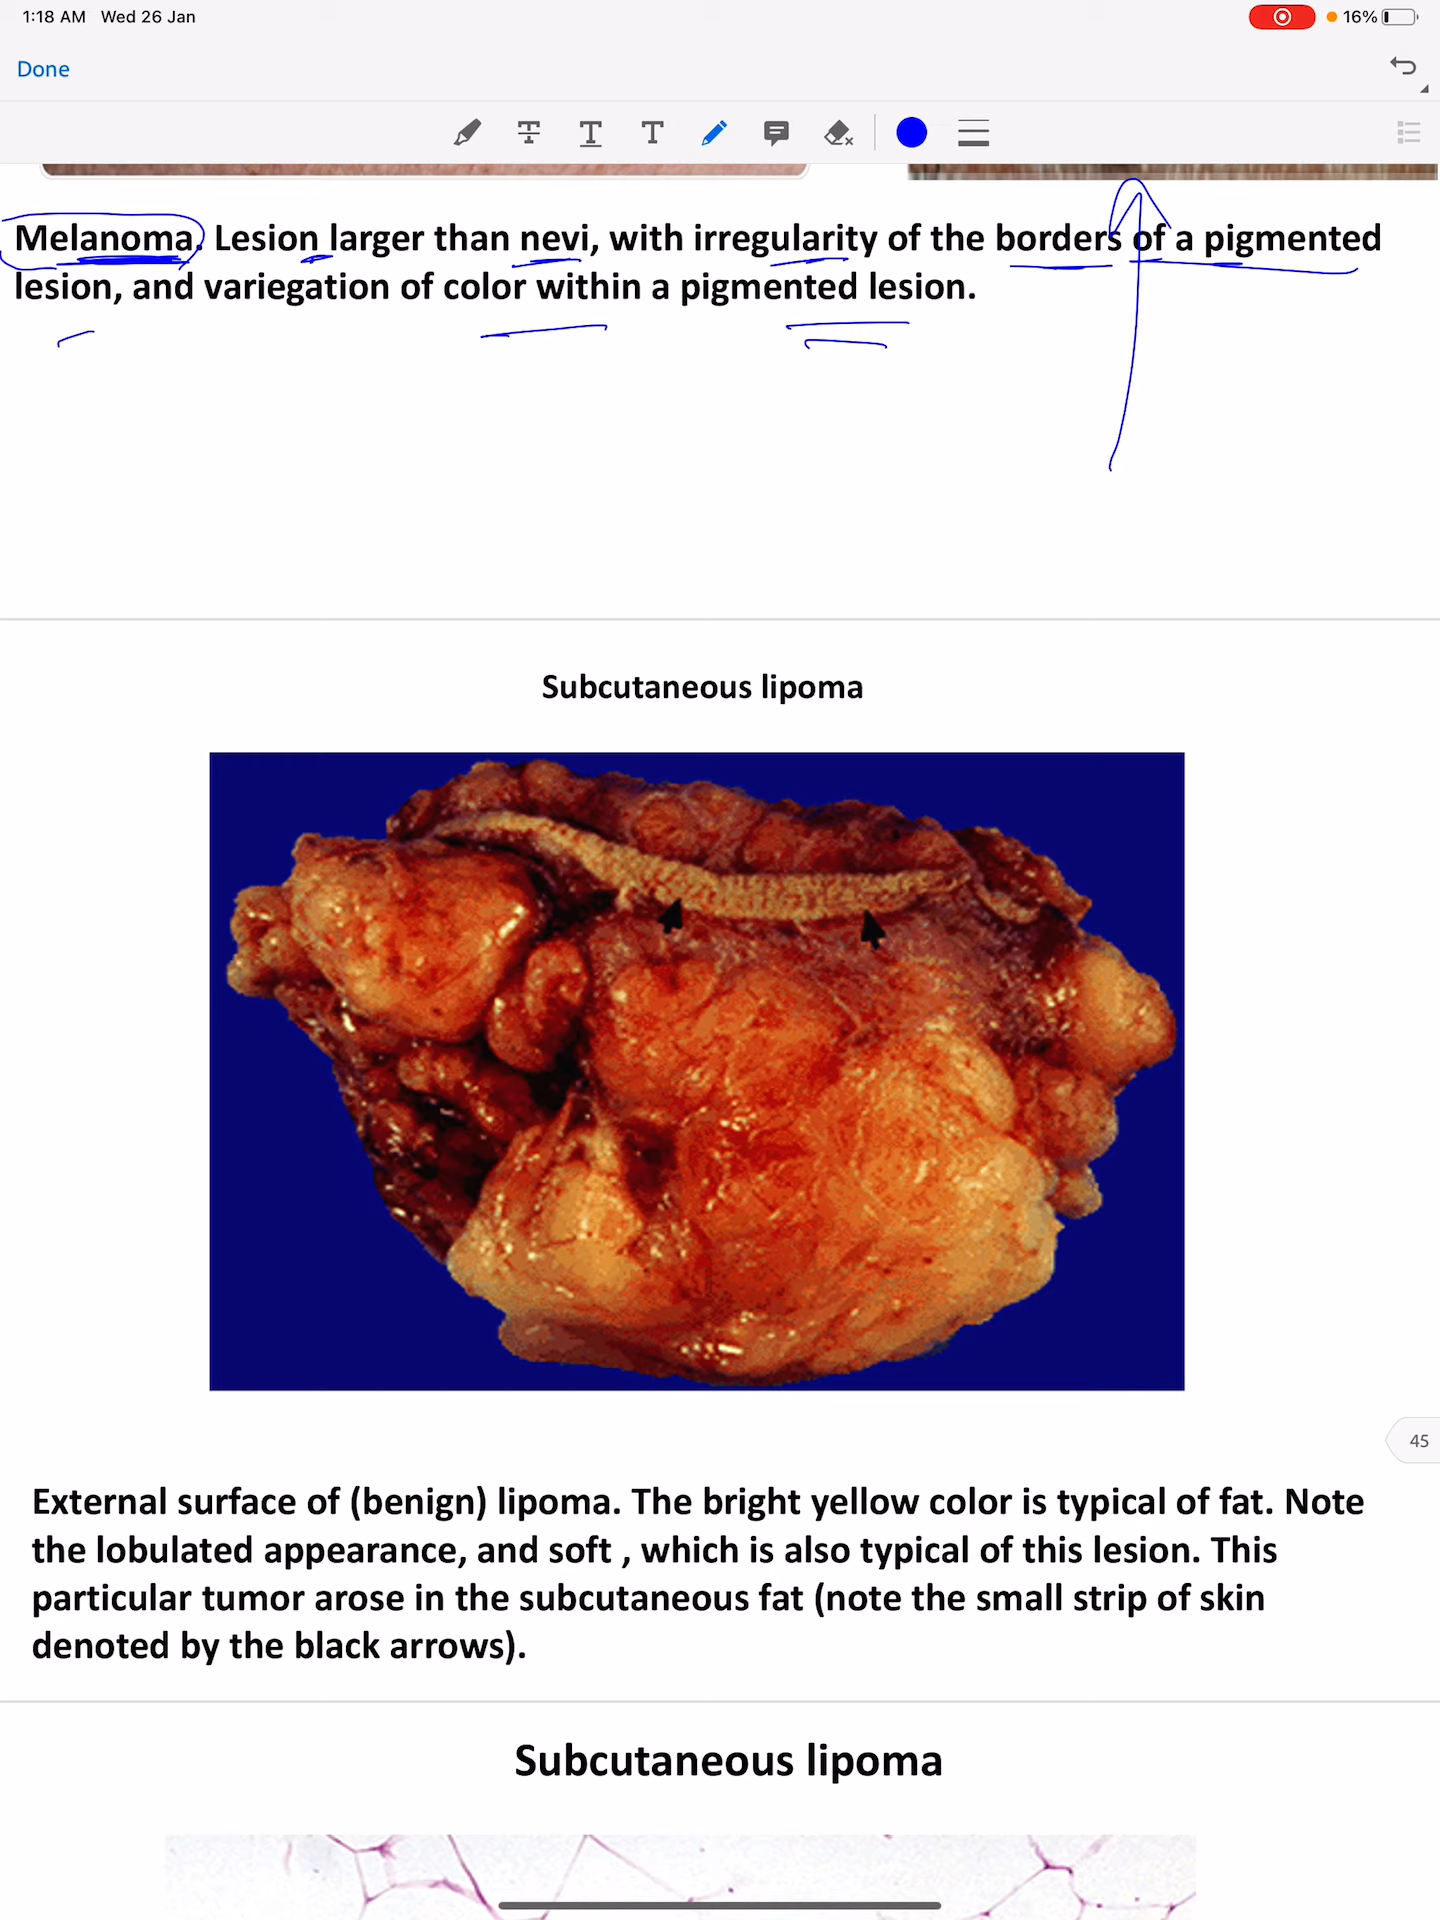 1:18 AM Wed 26 Jan
16%
Done
Melanoma. Lesion larger than nevi, with irregularity of the borders of a pigmented
lesion, and variegation of color within a pigmented lesion.
Subcutaneous lipoma
45
External surface of (benign) lipoma. The bright yellow color is typical of fat. Note
the lobulated appearance, and soft , which is also typical of this lesion. This
particular tumor arose in the subcutaneous fat (note the small strip of skin
denoted by the black arrows).
Subcutaneous lipoma